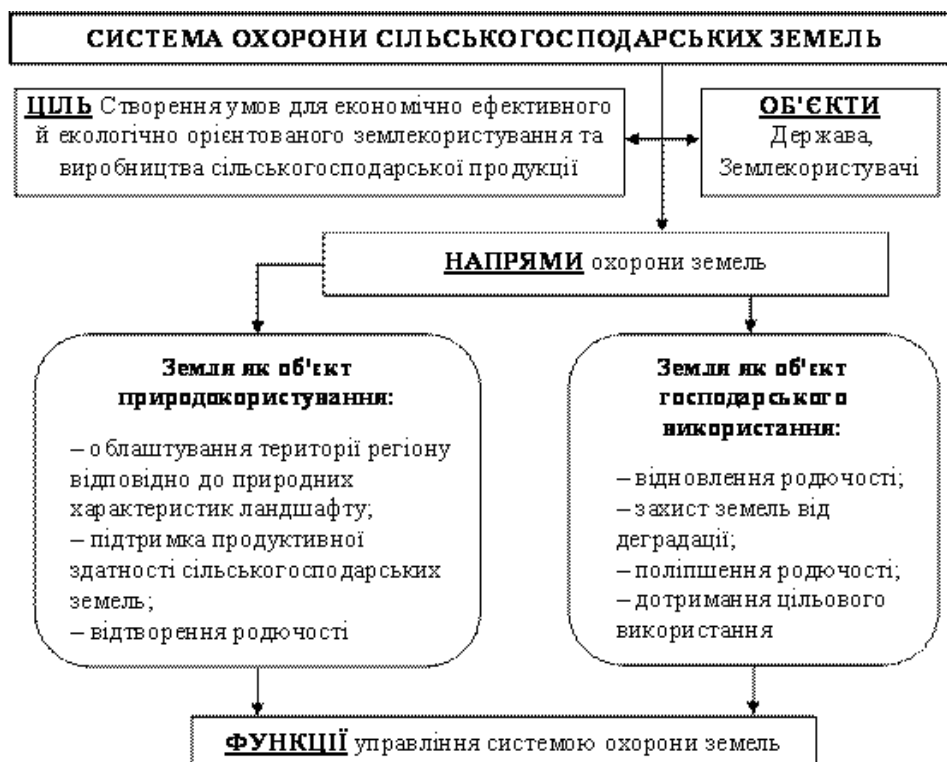 СИСТЕМА ОХОРОНИ СІЛЬСЬКОГОСПОДАРСЬКИХ ЗЕМЕЛЬ
ЦІЛЬ Створення умов для економічно ефективного
й екологічно орієнтованого землекористування та
виробництва сільськогосподарської продукції
ОБ'ЄКТИ
Держава,
Землекористувачі
НАПРЯМИ охорони земель
Земля як об'єкт
природокористування:
– облаштування території регіону
відповідно до природних
характеристик ландшафту;
– підтримка продуктивної
здатності сільськогосподарських
земель;
– відтворення родючості
Земля як об'єкт
господарського
використання:
– відновлення родючості;
– захист земель від
деградації;
– поліпшення родючості;
– дотримання цільового
використання
ФУНКЦІЇ управління системою охорони земель